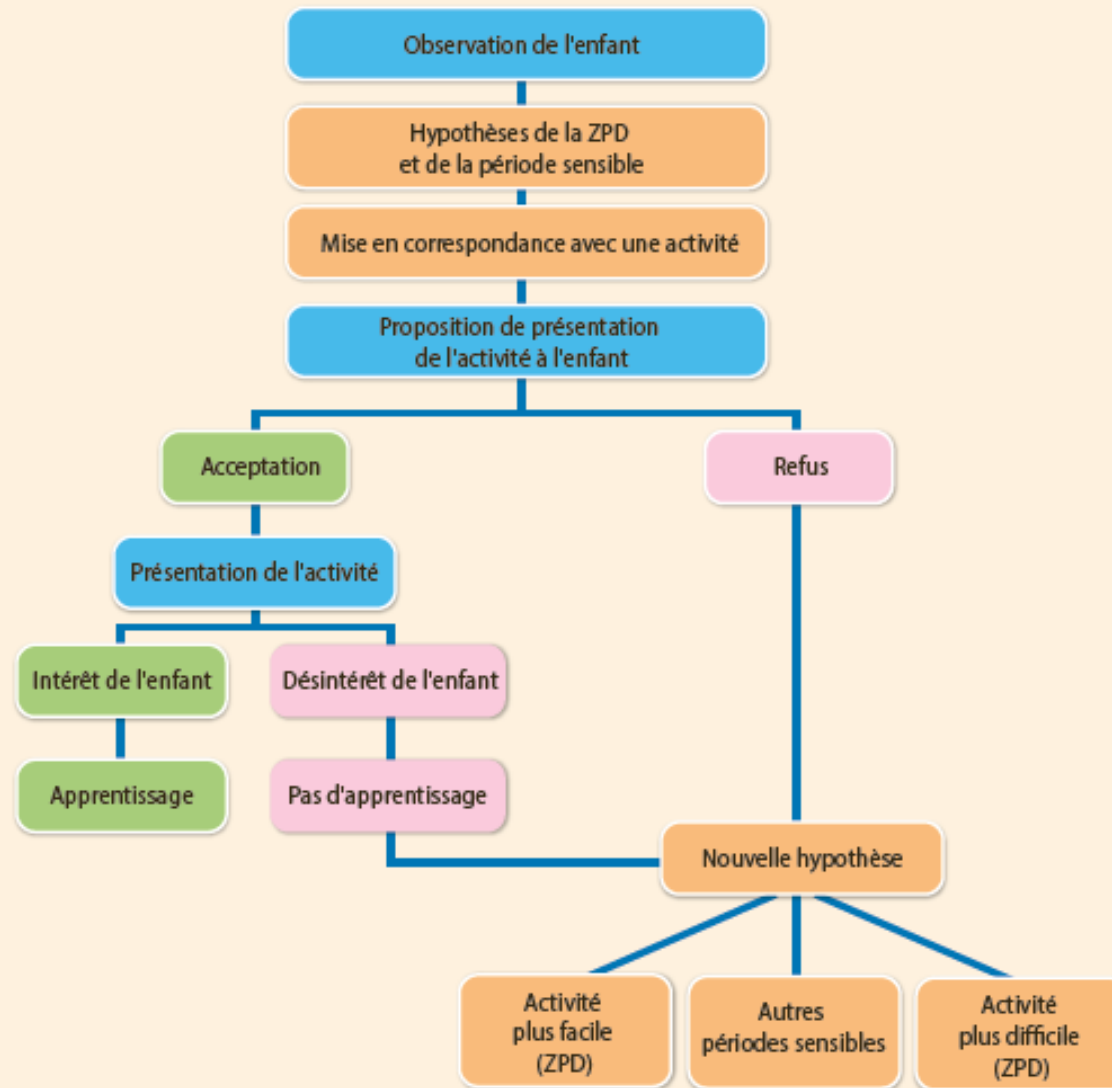 Observation de l'enfant
Hypothèses de la ZPD
et de la période sensible
Mise en correspondance avec une activité
Proposition de présentation
de l'activité à l'enfant
Acceptation
Refus
Présentation de l'activité
Intérêt de l'enfant
Désintérêt de l'enfant
Apprentissage
Pas d'apprentissage
Nouvelle hypothèse
Activité
plus facile
(ZPD)
Autres
périodes sensibles
Activité
plus difficile
(ZPD)